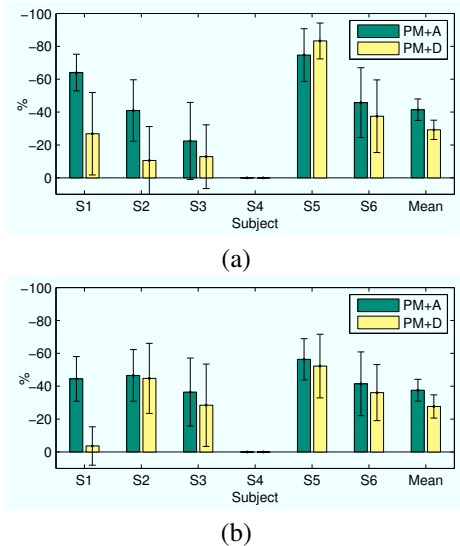 −100
PM+A
PM+D
−80
−60
%
−40
−20
0
S1 S2 S3 S4 S5 S6 Mean
Subject
(a)
−100
PM+A
PM+D
−80
−60
%
−40
−20
0
S1 S2 S3 S4 S5 S6 Mean
Subject
(b)